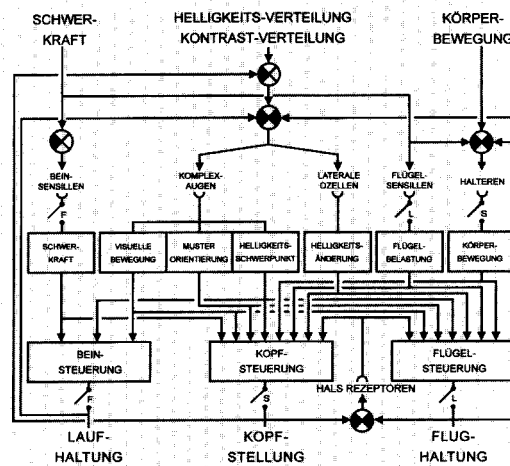 SCHWER-
KRAFT
HELLIGKEITS-VERTEILUNG
KONTRAST-VERTEILUNG
KÖRPER-
BEWEGUNG
BEIN-
SENSILLEN
KOMPLEX-
AUGEN
LATERALE
OZELLEN
FLÜGEL-
SENSILLEN
HALTEREN
F
L
S
SCHWER-
KRAFT
VISUELLE
BEWEGUNG
MUSTER
ORIENTIERUNG
HELLIGKEITS-
SCHWERPUNKT
HELLIGKEITS-
ÄNDERUNG
FLÜGEL-
BELASTUNG
KÖRPER-
BEWEGUNG
BEIN-
STEUERUNG
KOPF-
STEUERUNG
FLÜGEL-
STEUERUNG
HALS REZEPTOREN
F
S
L
LAUF-
HALTUNG
KOPF-
STELLUNG
FLUG-
HALTUNG